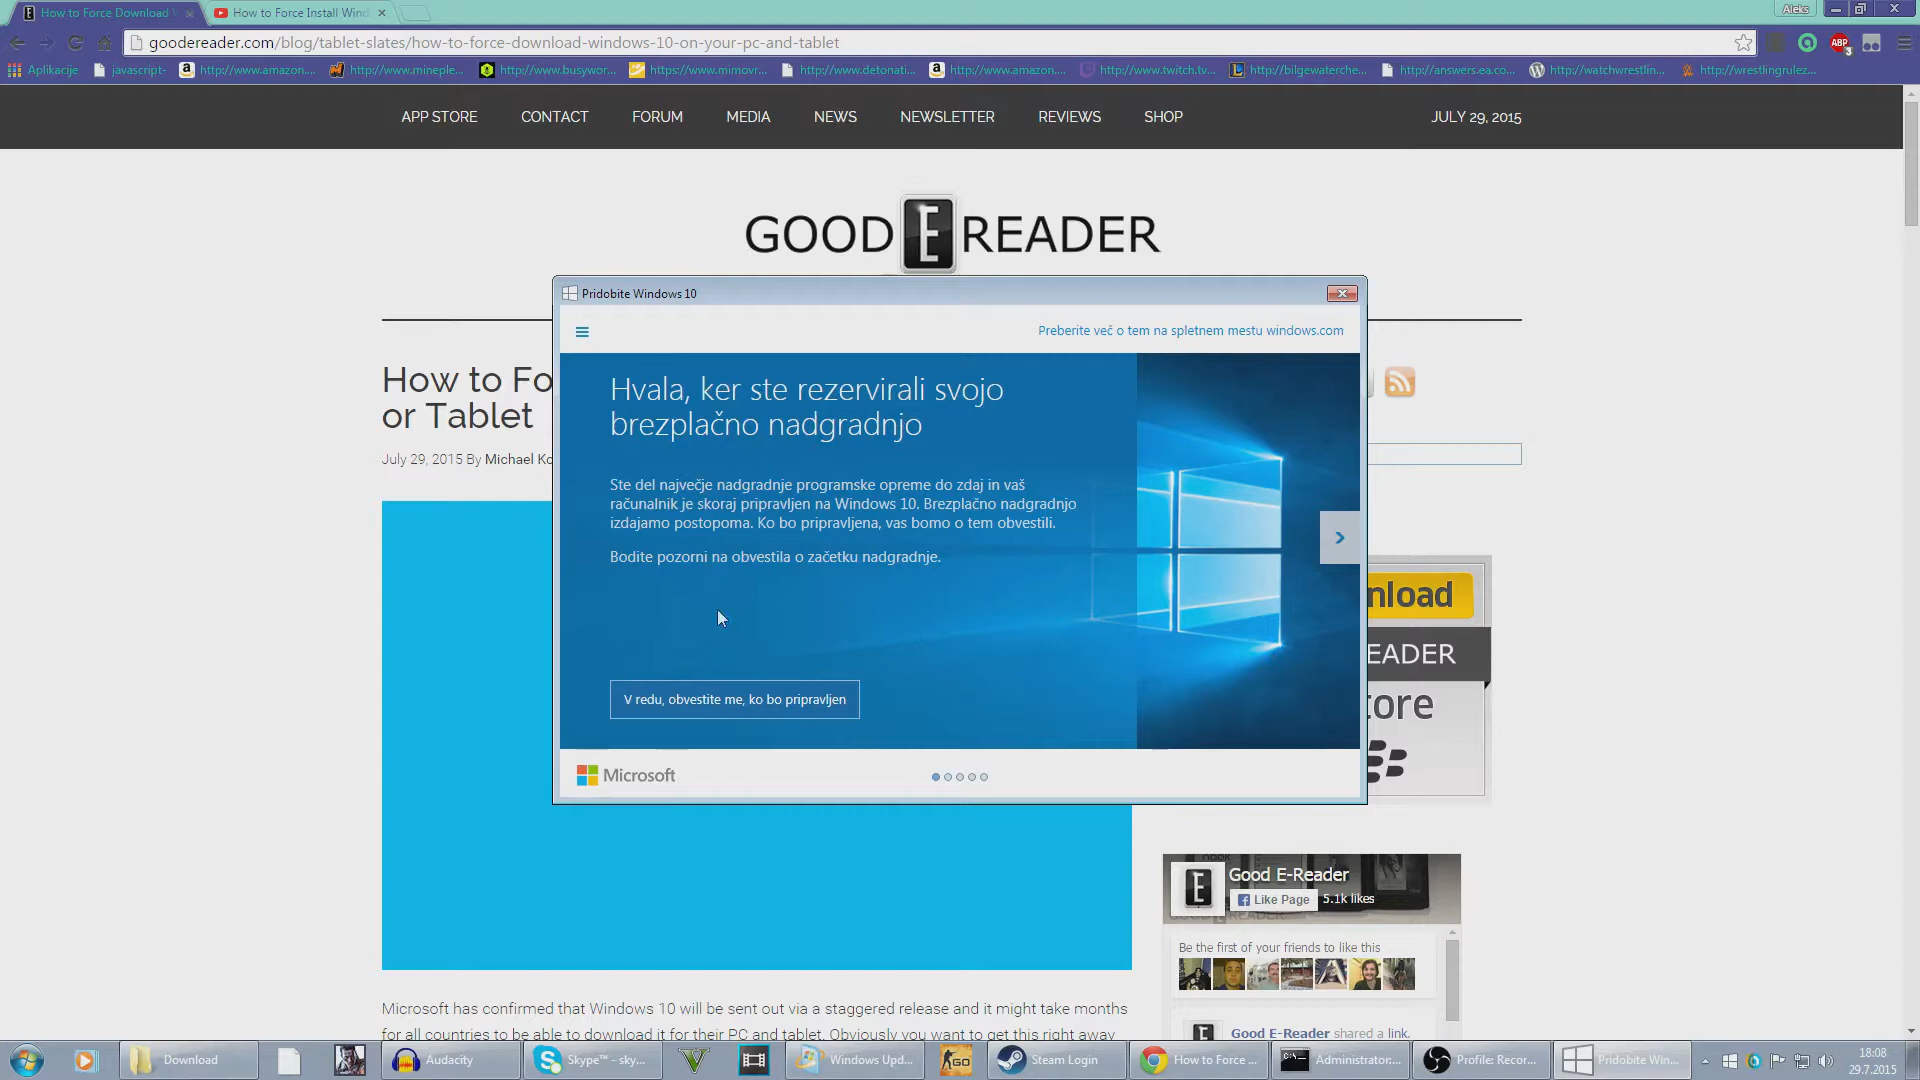 How to Force Download W
How to Force Install Wind
Aleks
goodereader.com/blog/tablet-slates/how-to-force-download-windows-10-on-your-pc-and-tablet
ABP
3
Aplikacije
javascript-
http://www.amazon....
http://www.mineple...
http://www.busywor...
https://www.mimovr...
http://www.detonati...
http://www.amazon....
http://www.twitch.tv...
http://bilgewaterche...
http://answers.ea.co...
http://watchwrestlin...
http://wrestlingrulez...
APP STORE
CONTACT
FORUM
MEDIA
NEWS
NEWSLETTER
REVIEWS
SHOP
JULY 29, 2015
GOOD E READER
How to Fo
or Tablet
July 29, 2015 By Michael Ko
Pridobite Windows 10
Preberite več o tem na spletnem mestu windows.com
Hvala, ker ste rezervirali svojo
brezplačno nadgradnjo
Ste del največje nadgradnje programske opreme do zdaj in vaš
računalnik je skoraj pripravljen na Windows 10. Brezplačno nadgradnjo
izdajamo postopoma. Ko bo pripravljena, vas bomo o tem obvestili.
Bodite pozorni na obvestila o začetku nadgradnje.
V redu, obvestite me, ko bo pripravljen
Microsoft
nload
EADER
tore
E
Good E-Reader
Like Page
5.1k likes
Be the first of your friends to like this
Good E-Reader shared a link.
Microsoft has confirmed that Windows 10 will be sent out via a staggered release and it might take months
for all countries to be able to download it for their PC and tablet. Obviously you want to get this right away
Download
Audacity
Skype™ - sky...
Windows Upd...
GO
Steam Login
How to Force ...
Administrator:...
Profile: Recor...
Pridobite Win...
18:08
29.7.2015